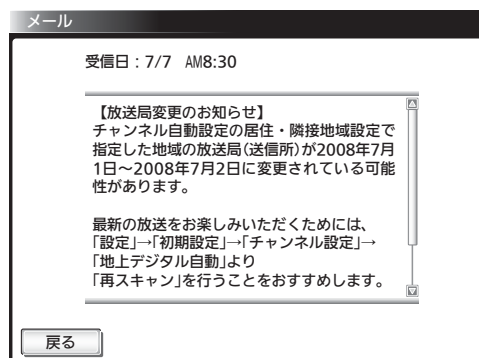 メール
受信日：7/7 AM8:30
【放送局変更のお知らせ】
チャンネル自動設定の居住・隣接地域設定で
指定した地域の放送局（送信所）が2008年7月
1日～2008年7月2日に変更されている可能
性があります。
最新の放送をお楽しみいただくためには、
「設定」→「初期設定」→「チャンネル設定」→
「地上デジタル自動」より
「再スキャン」を行うことをおすすめします。
戻る